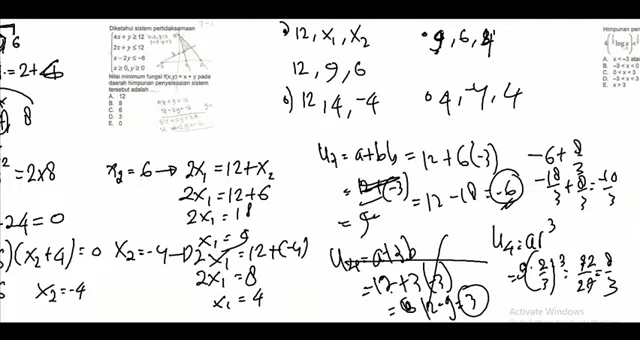 Diketahui sistem pertidaksamaan
4x + y ≥ 12
2x + y ≤ 12
x − 2y ≤ −6
x ≥ 0, y ≥ 0
Nilai minimum fungsi f(x,y) = x + y pada
daerah himpunan penyelesaian sistem
tersebut adalah ....
A. 12
B. 8
C. 6
D. 3
E. 0
12, x₁, x₂
12, 9, 6
b) 12, 4, -4
9, 6, 4
4, -4, 4
Himpunan pen
A. x < -3 atau
B. -3 < x < 0
C. 0 < x < 3
D. -3 < x < 3
E. x > 3
= 2+6
8
² = 2x8
-24 = 0
)(x₂+4) = 0
x₂ = -4
x₂ = 6 → 2x₁ = 12 + x₂
2x₁ = 12+6
2x₁ = 18
x₁ = 9
x₂ = -4 → 2x₁ = 12+(-4)
2x₁ = 8
x₁ = 4
U₇ = a+6b = 12 + 6(-3)
= 12 - 18 = -6
= 12 + 3(-3)
12-9 = 3
-6 + 8/3
-18/3 + 8/3 = -10/3
U₄ = ar³
= 9·(2/3)³ = 72/27 = 8/3
Activate Windows